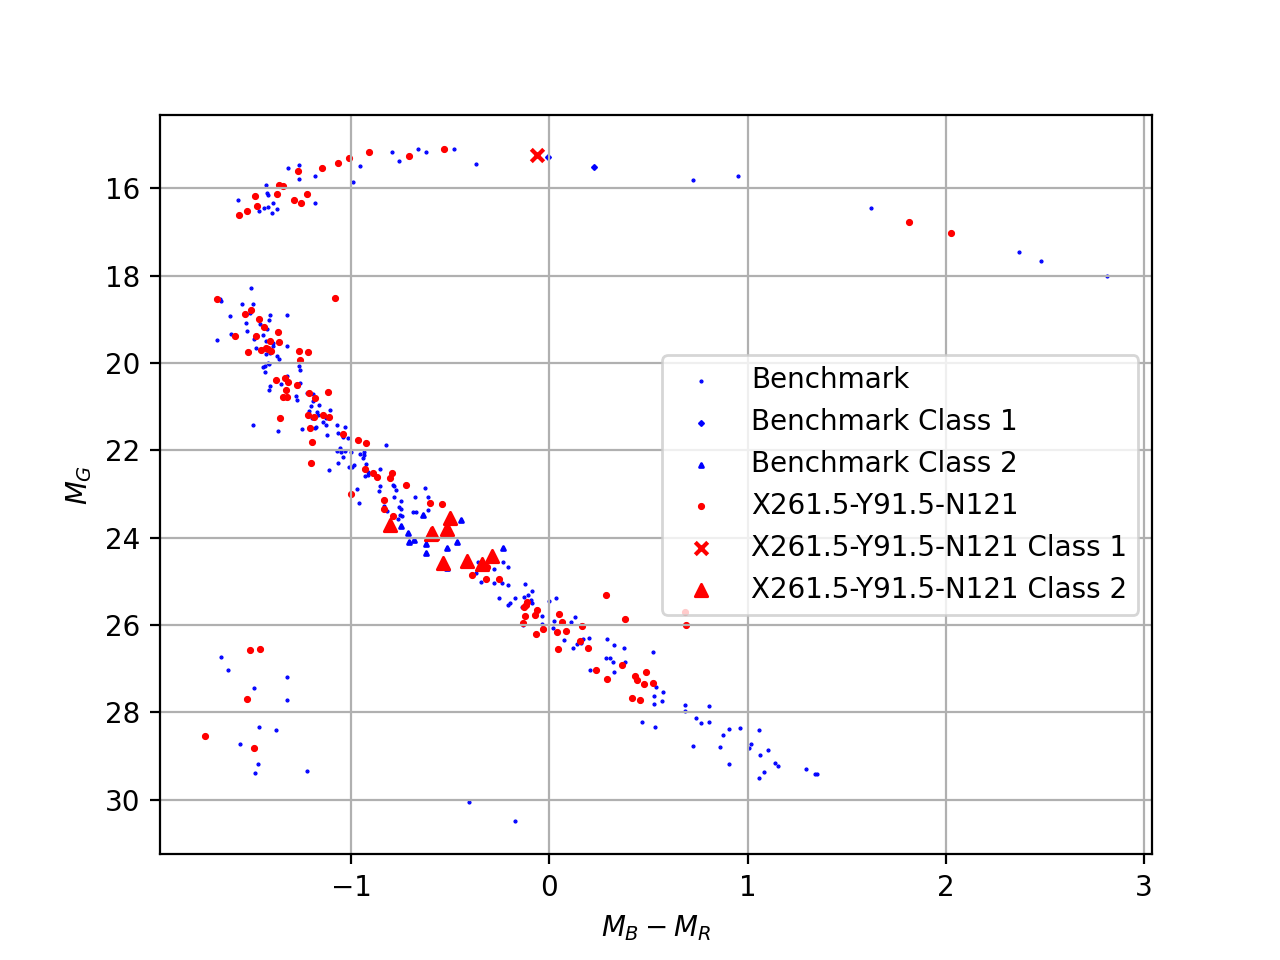 16
18
20
22
24
26
28
30
M_G
Benchmark
Benchmark Class 1
Benchmark Class 2
X261.5-Y91.5-N121
X261.5-Y91.5-N121 Class 1
X261.5-Y91.5-N121 Class 2
−1 0 1 2 3
M_B − M_R